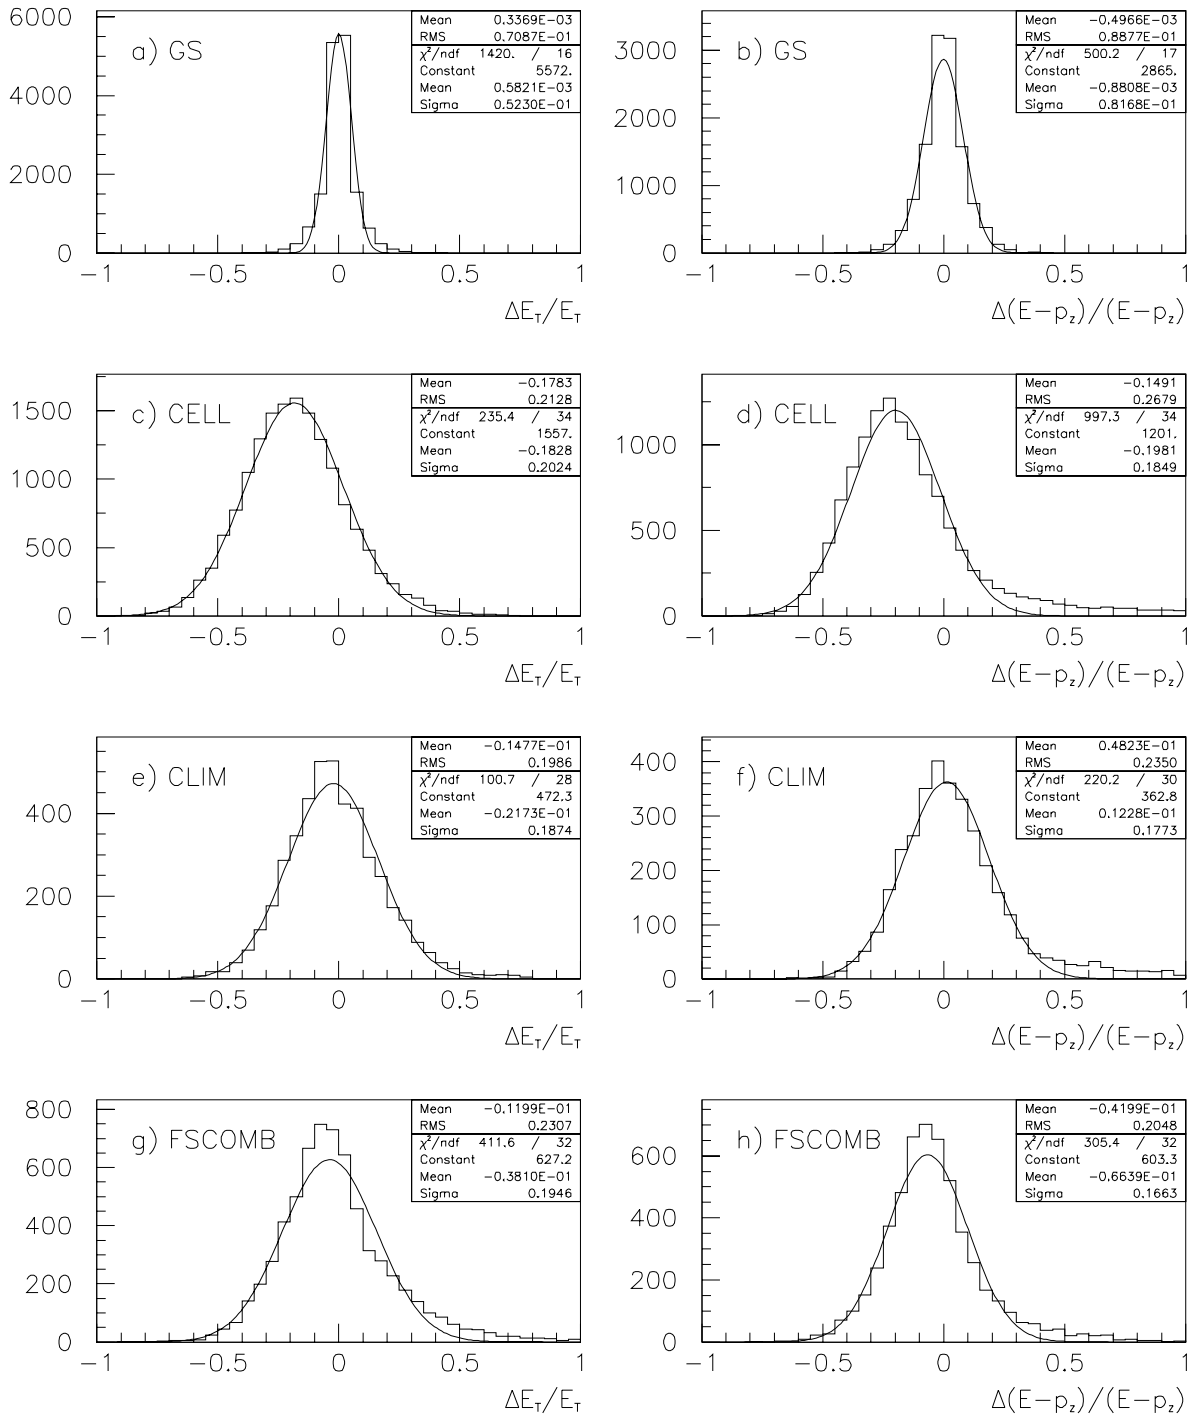 a) GS
Mean 0.3369E-03
RMS 0.7087E-01
χ²/ndf 1420. / 16
Constant 5572.
Mean 0.5821E-03
Sigma 0.5230E-01
6000
4000
2000
0
−1 −0.5 0 0.5 1
ΔE_T/E_T
b) GS
Mean -0.4966E-03
RMS 0.8877E-01
χ²/ndf 500.2 / 17
Constant 2865.
Mean -0.8808E-03
Sigma 0.8168E-01
3000
2000
1000
0
−1 −0.5 0 0.5 1
Δ(E−p_z)/(E−p_z)
c) CELL
Mean -0.1783
RMS 0.2128
χ²/ndf 235.4 / 34
Constant 1557.
Mean -0.1828
Sigma 0.2024
1500
1000
500
0
−1 −0.5 0 0.5 1
ΔE_T/E_T
d) CELL
Mean -0.1491
RMS 0.2679
χ²/ndf 997.3 / 34
Constant 1201.
Mean -0.1981
Sigma 0.1849
1000
500
0
−1 −0.5 0 0.5 1
Δ(E−p_z)/(E−p_z)
e) CLIM
Mean -0.1477E-01
RMS 0.1986
χ²/ndf 100.7 / 28
Constant 472.3
Mean -0.2173E-01
Sigma 0.1874
400
200
0
−1 −0.5 0 0.5 1
ΔE_T/E_T
f) CLIM
Mean 0.4823E-01
RMS 0.2350
χ²/ndf 220.2 / 30
Constant 362.8
Mean 0.1228E-01
Sigma 0.1773
400
300
200
100
0
−1 −0.5 0 0.5 1
Δ(E−p_z)/(E−p_z)
g) FSCOMB
Mean -0.1199E-01
RMS 0.2307
χ²/ndf 411.6 / 32
Constant 627.2
Mean -0.3810E-01
Sigma 0.1946
800
600
400
200
0
−1 −0.5 0 0.5 1
ΔE_T/E_T
h) FSCOMB
Mean -0.4199E-01
RMS 0.2048
χ²/ndf 305.4 / 32
Constant 603.3
Mean -0.6639E-01
Sigma 0.1663
600
400
200
0
−1 −0.5 0 0.5 1
Δ(E−p_z)/(E−p_z)